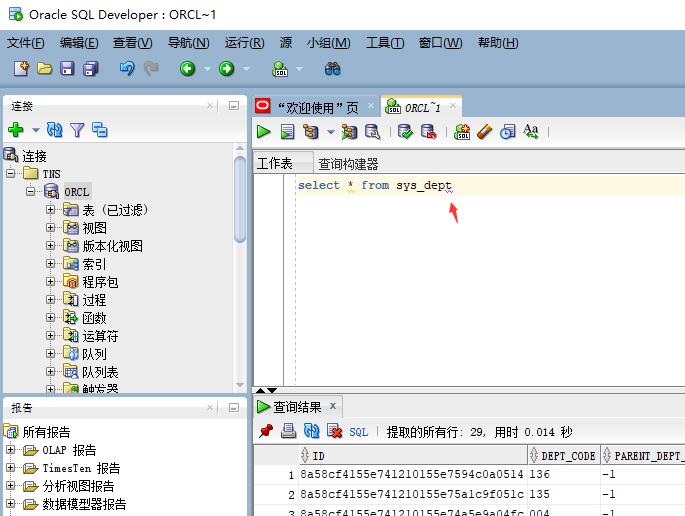 Oracle SQL Developer : ORCL~1
文件(F) 编辑(E) 查看(V) 导航(N) 运行(R) 源 小组(M) 工具(T) 窗口(W) 帮助(H)
连接
连接
TNS
ORCL
表 (已过滤)
视图
版本化视图
索引
程序包
过程
函数
运算符
队列
队列表
触发器
报告
所有报告
OLAP 报告
TimesTen 报告
分析视图报告
数据模型器报告
“欢迎使用”页 ORCL~1
工作表 查询构建器
select * from sys_dept
查询结果
SQL | 提取的所有行: 29, 用时 0.014 秒
ID DEPT_CODE PARENT_DEPT_
1 8a58cf4155e741210155e7594c0a0514 136 -1
2 8a58cf4155e741210155e75a1c9f051c 135 -1
3 8a58cf4155e741210155e74a5e9a04fc 004 -1